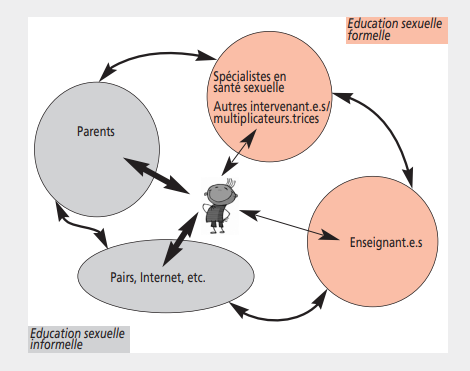 Education sexuelle
formelle
Spécialistes en
santé sexuelle
Autres intervenant.e.s/
multiplicateurs.trices
Parents
Enseignant.e.s
Pairs, Internet, etc.
Education sexuelle
informelle